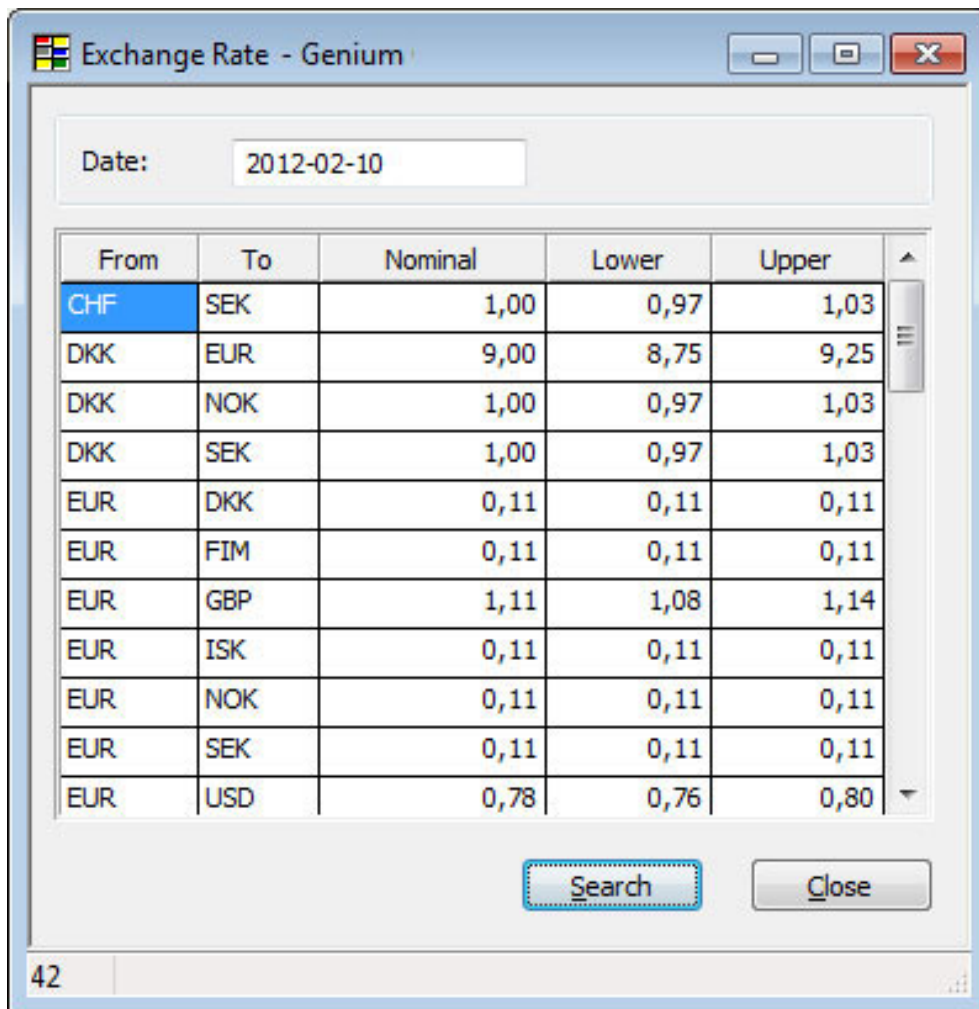 Exchange Rate - Genium
Date: 2012-02-10
From To Nominal Lower Upper
CHF SEK 1,00 0,97 1,03
DKK EUR 9,00 8,75 9,25
DKK NOK 1,00 0,97 1,03
DKK SEK 1,00 0,97 1,03
EUR DKK 0,11 0,11 0,11
EUR FIM 0,11 0,11 0,11
EUR GBP 1,11 1,08 1,14
EUR ISK 0,11 0,11 0,11
EUR NOK 0,11 0,11 0,11
EUR SEK 0,11 0,11 0,11
EUR USD 0,78 0,76 0,80
Search Close
42